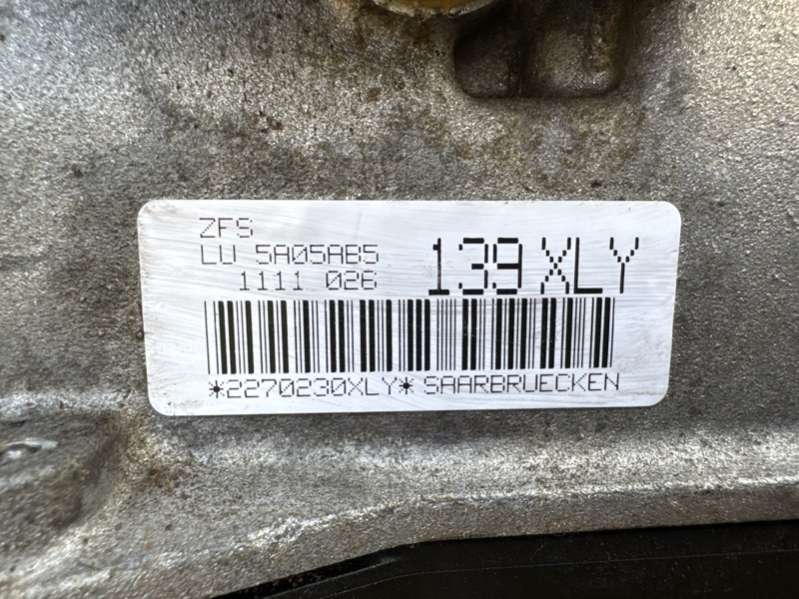 ZFS
LU 5A05AB5
1111 026
139 XLY
*2270230XLY* SAARBRUECKEN